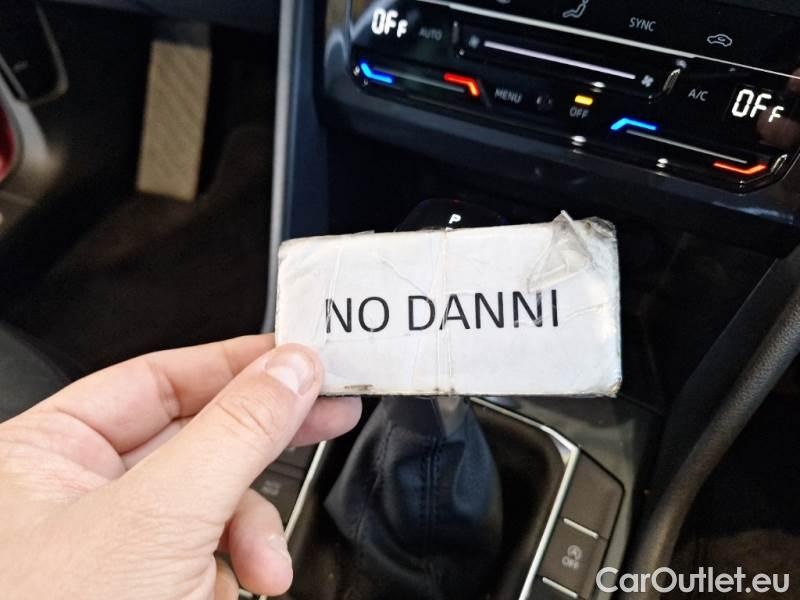 OFF
AUTO
SYNC
MENU
OFF
A/C
OFF
P
NO DANNI
OFF
CarOutlet.eu